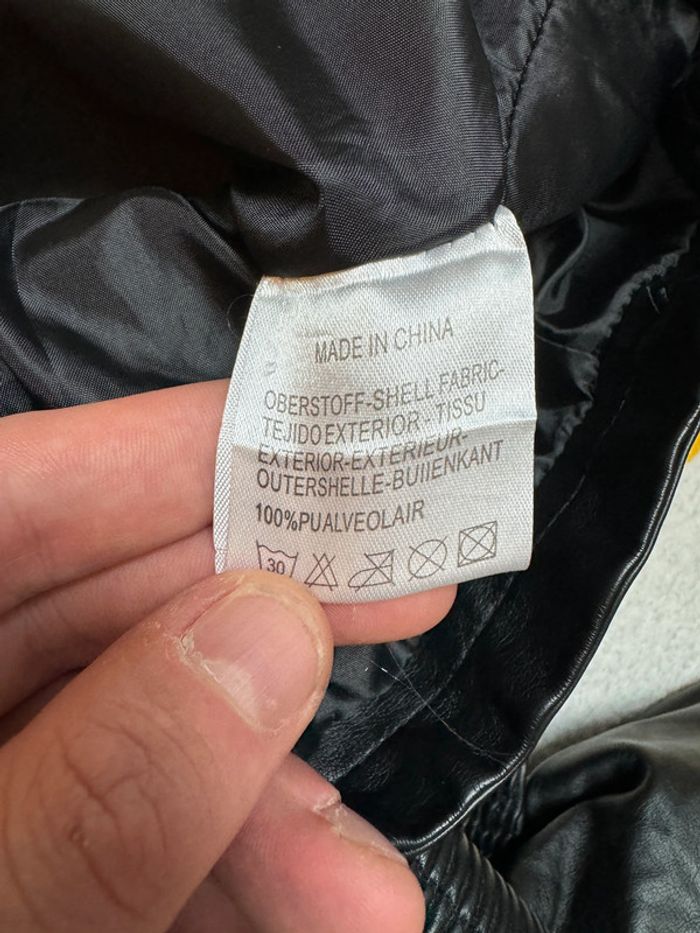 MADE IN CHINA
OBERSTOFF-SHELL FABRIC-
TEJIDO EXTERIOR - TISSU
EXTERIOR-EXTERIEUR-
OUTERSHELLE-BUIIENKANT
100%PUALVEOLAIR
30